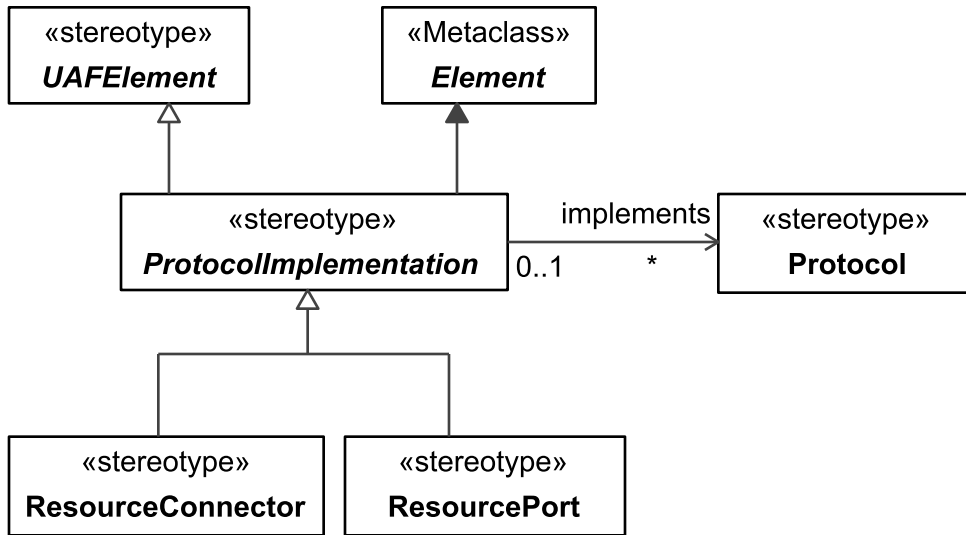 «stereotype»
UAFElement
«Metaclass»
Element
«stereotype»
ProtocolImplementation
implements
0..1
*
«stereotype»
Protocol
«stereotype»
ResourceConnector
«stereotype»
ResourcePort